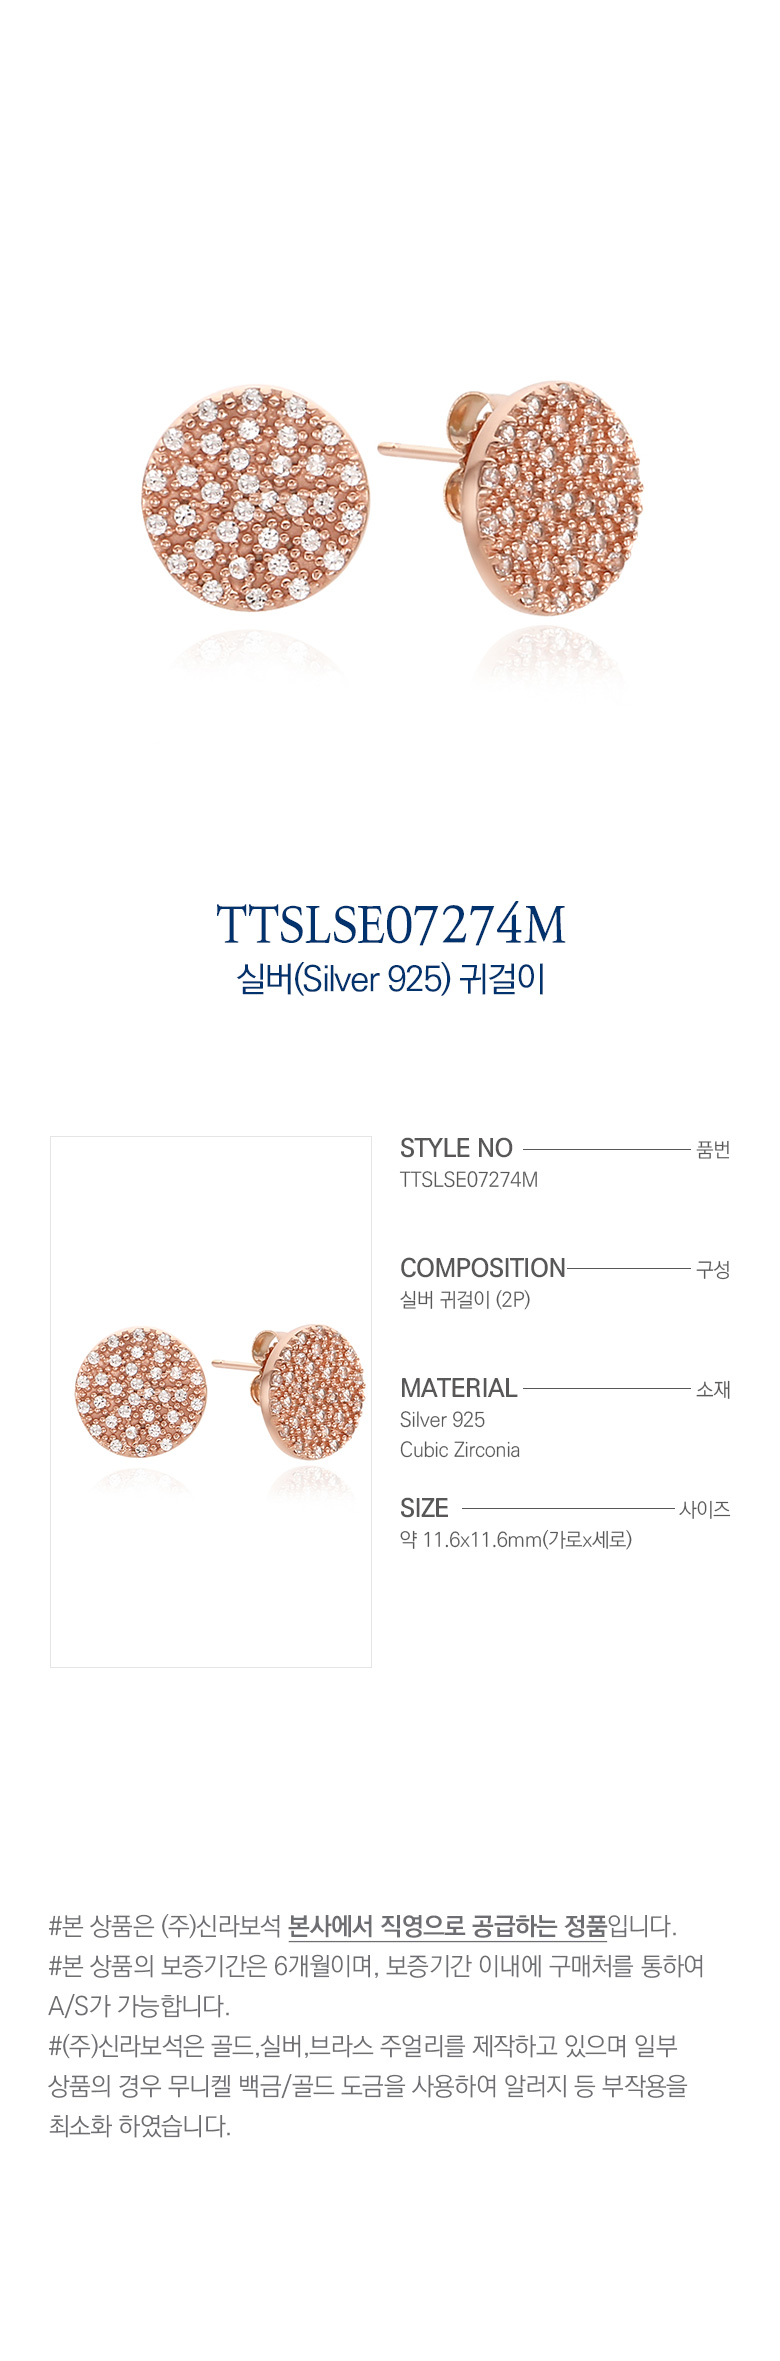 TTSLSE07274M
실버(Silver 925) 귀걸이
STYLE NO 품번
TTSLSE07274M
COMPOSITION 구성
실버 귀걸이 (2P)
MATERIAL 소재
Silver 925
Cubic Zirconia
SIZE 사이즈
약 11.6x11.6mm(가로x세로)
#본 상품은 (주)신라보석 본사에서 직영으로 공급하는 정품입니다.
#본 상품의 보증기간은 6개월이며, 보증기간 이내에 구매처를 통하여
A/S가 가능합니다.
#(주)신라보석은 골드,실버,브라스 주얼리를 제작하고 있으며 일부
상품의 경우 무니켈 백금/골드 도금을 사용하여 알러지 등 부작용을
최소화 하였습니다.